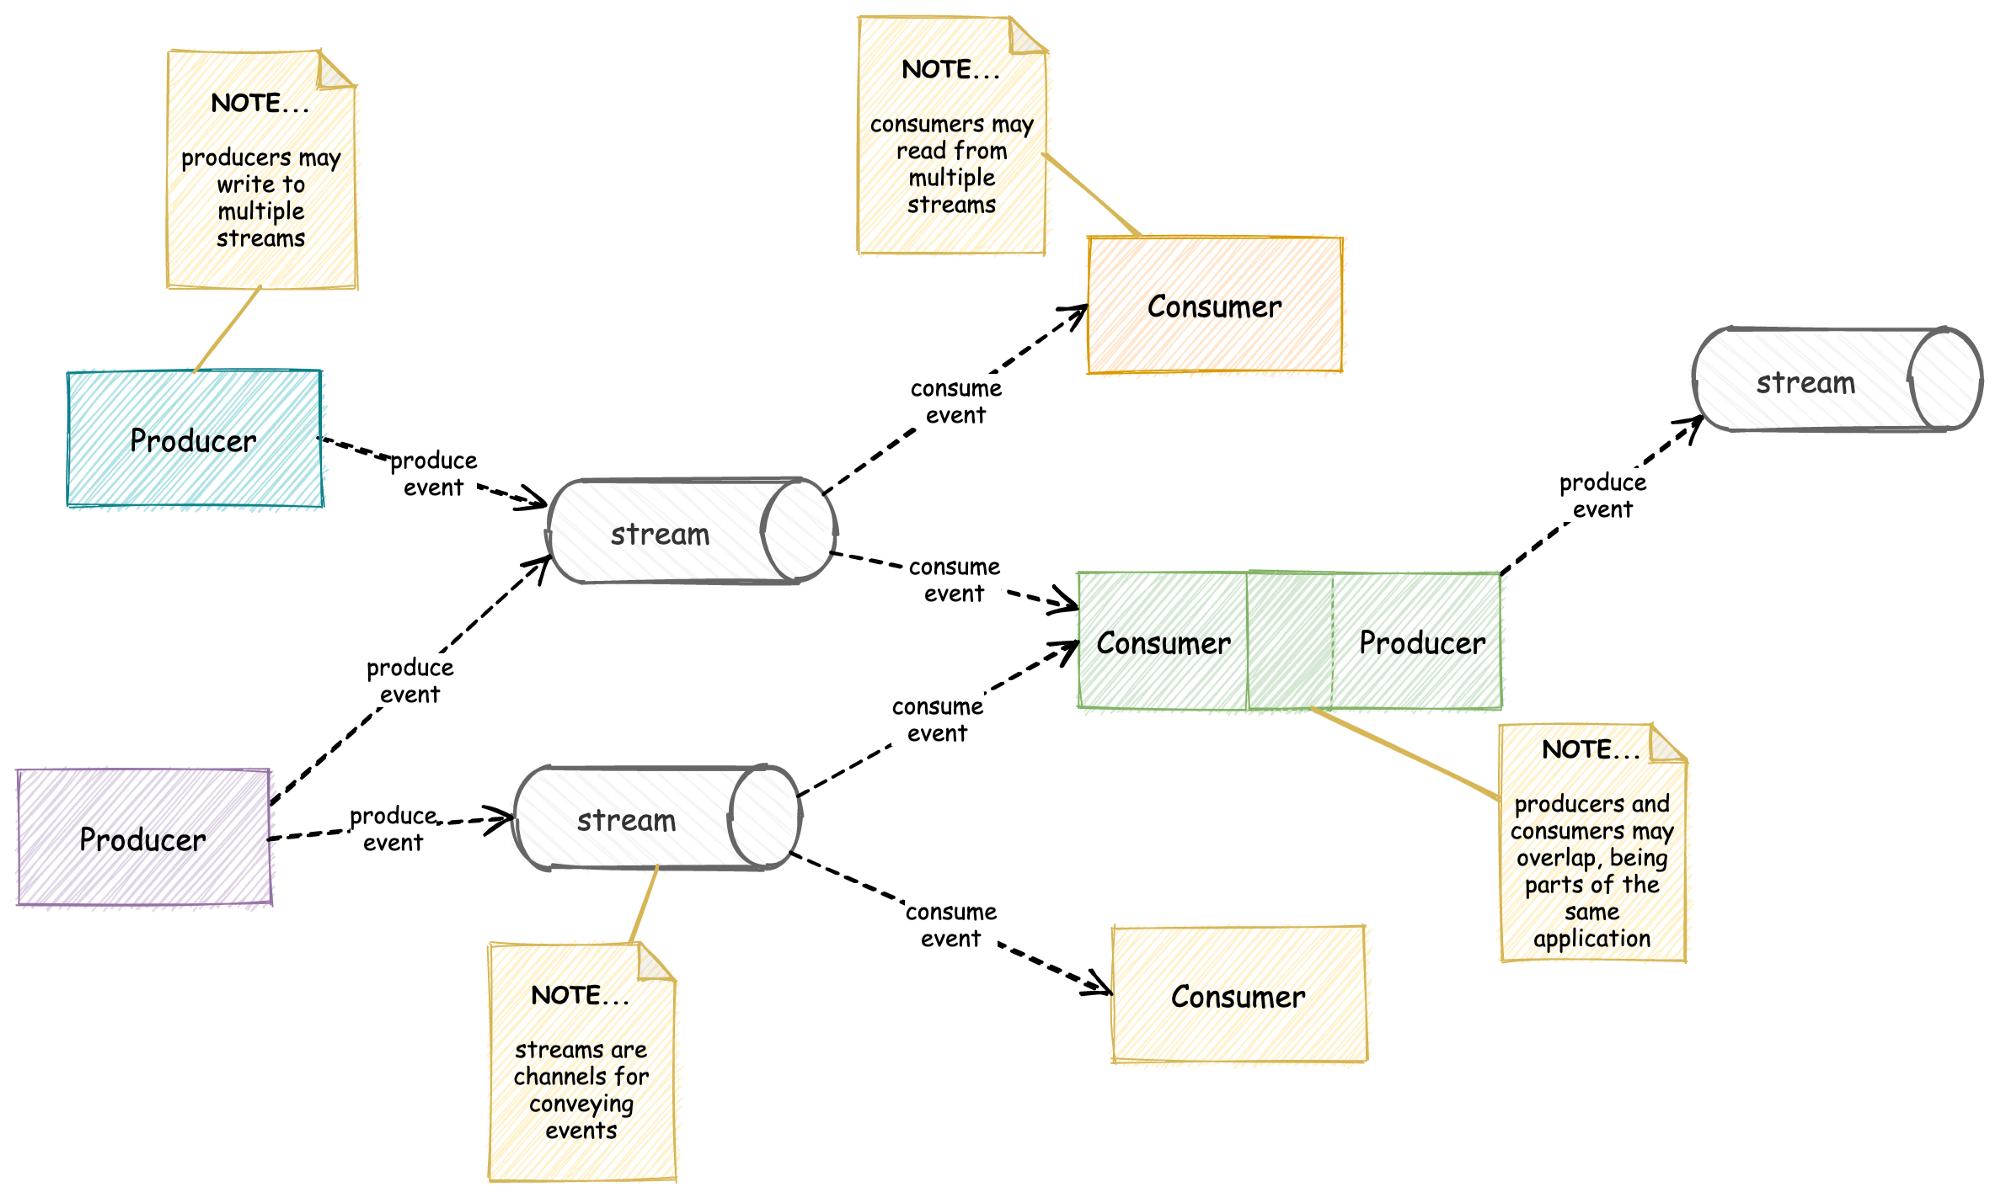 NOTE...
producers may
write to
multiple
streams
NOTE...
consumers may
read from
multiple
streams
Consumer
stream
Producer
consume
event
produce
event
produce
event
stream
consume
event
Consumer
Producer
produce
event
consume
event
NOTE...
producers and
consumers may
overlap, being
parts of the
same
application
Producer
produce
event
stream
consume
event
Consumer
NOTE...
streams are
channels for
conveying
events